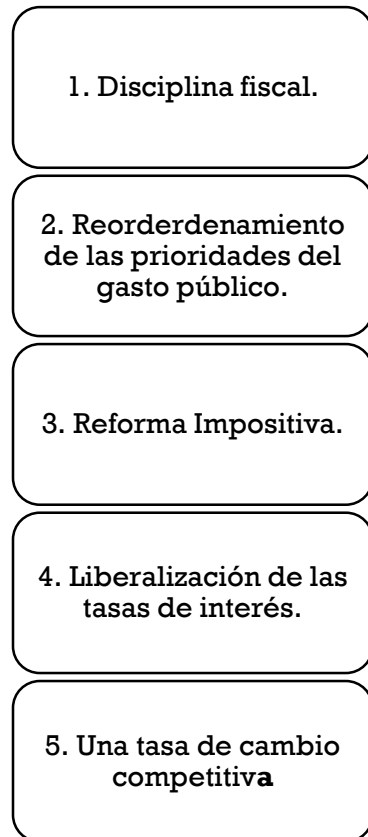 1. Disciplina fiscal.
2. Reorderdenamiento
de las prioridades del
gasto público.
3. Reforma Impositiva.
4. Liberalización de las
tasas de interés.
5. Una tasa de cambio
competitiva